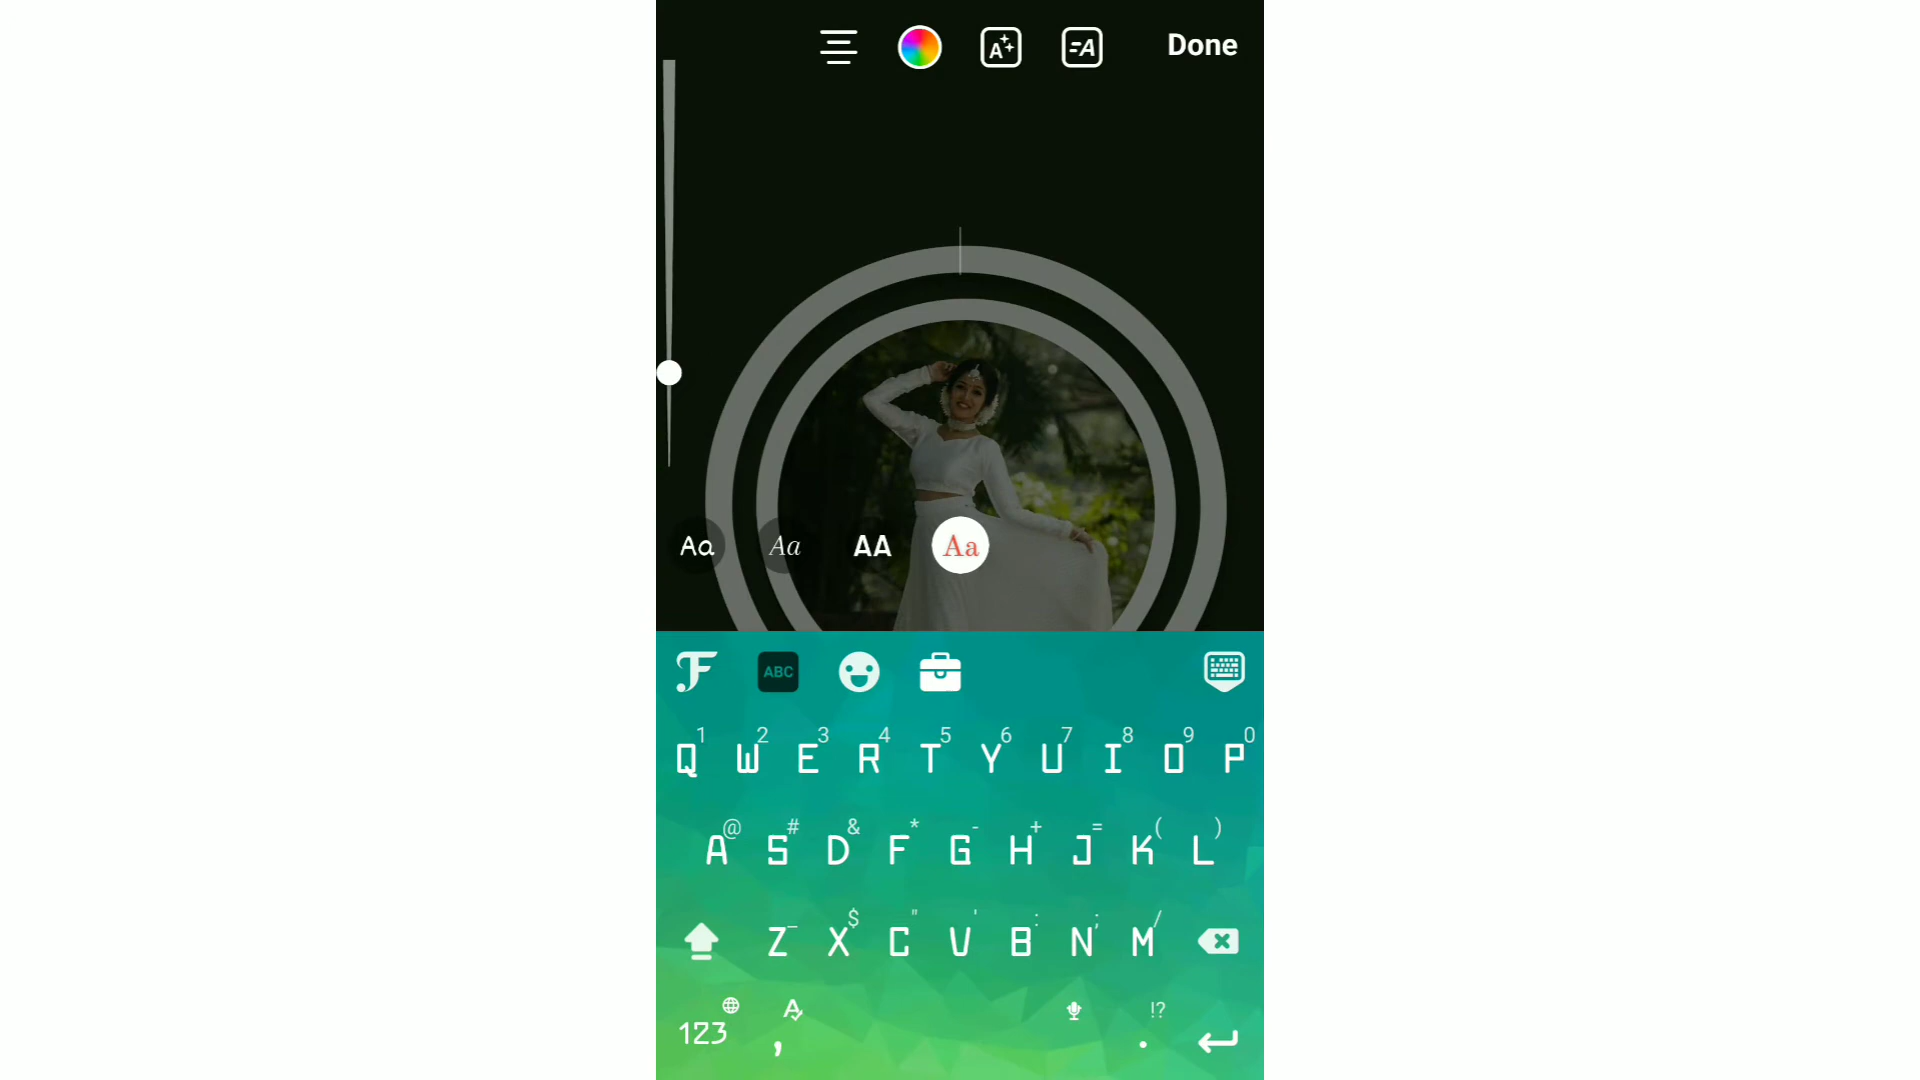 A =A Done
Aa Aa AA Aa
F ABC
1 2 3 4 5 6 7 8 9 0
Q W E R T Y U I O P
@ # & * - + = ( )
A S D F G H J K L
_ $ " ' : ; /
Z X C V B N M
A !?
123 , .